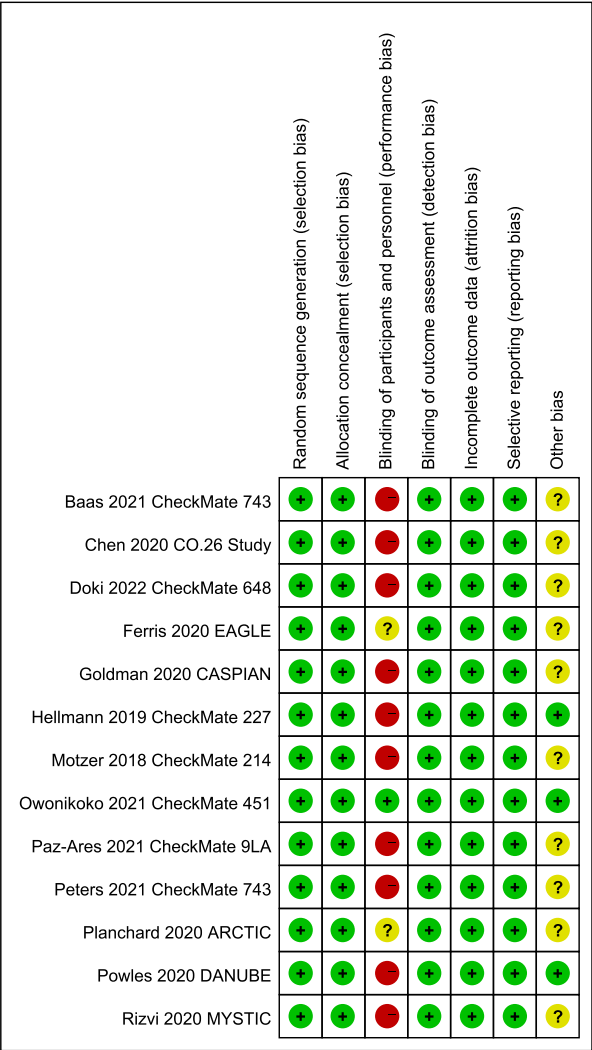 Random sequence generation (selection bias)
Allocation concealment (selection bias)
Blinding of participants and personnel (performance bias)
Blinding of outcome assessment (detection bias)
Incomplete outcome data (attrition bias)
Selective reporting (reporting bias)
Other bias
Baas 2021 CheckMate 743 + + - + + + ?
Chen 2020 CO.26 Study + + - + + + ?
Doki 2022 CheckMate 648 + + - + + + ?
Ferris 2020 EAGLE + + ? + + + ?
Goldman 2020 CASPIAN + + - + + + ?
Hellmann 2019 CheckMate 227 + + - + + + +
Motzer 2018 CheckMate 214 + + - + + + ?
Owonikoko 2021 CheckMate 451 + + + + + + +
Paz-Ares 2021 CheckMate 9LA + + - + + + ?
Peters 2021 CheckMate 743 + + - + + + ?
Planchard 2020 ARCTIC + + ? + + + ?
Powles 2020 DANUBE + + - + + + +
Rizvi 2020 MYSTIC + + - + + + ?